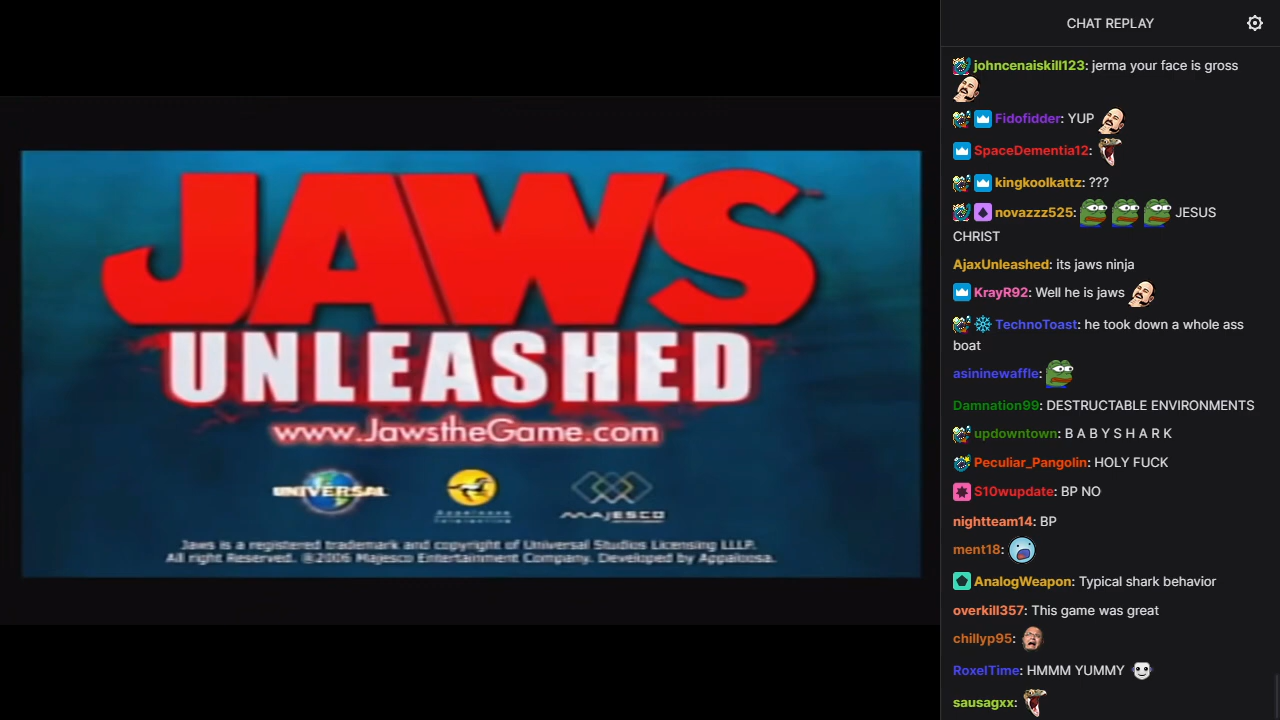 JAWS
UNLEASHED
www.JawstheGame.com
UNIVERSAL
Appaloosa
Interactive
MAJESCO
Jaws is a registered trademark and copyright of Universal Studios Licensing LLLP.
All right Reserved. ©2006 Majesco Entertainment Company. Developed by Appaloosa.
CHAT REPLAY
johncenaiskill123: jerma your face is gross
Fidofidder: YUP
SpaceDementia12:
kingkoolkattz: ???
novazzz525: JESUS
CHRIST
AjaxUnleashed: its jaws ninja
KrayR92: Well he is jaws
TechnoToast: he took down a whole ass
boat
asininewaffle:
Damnation99: DESTRUCTABLE ENVIRONMENTS
updowntown: B A B Y S H A R K
Peculiar_Pangolin: HOLY FUCK
S10wupdate: BP NO
nightteam14: BP
ment18:
AnalogWeapon: Typical shark behavior
overkill357: This game was great
chillyp95:
RoxelTime: HMMM YUMMY
sausagxx: